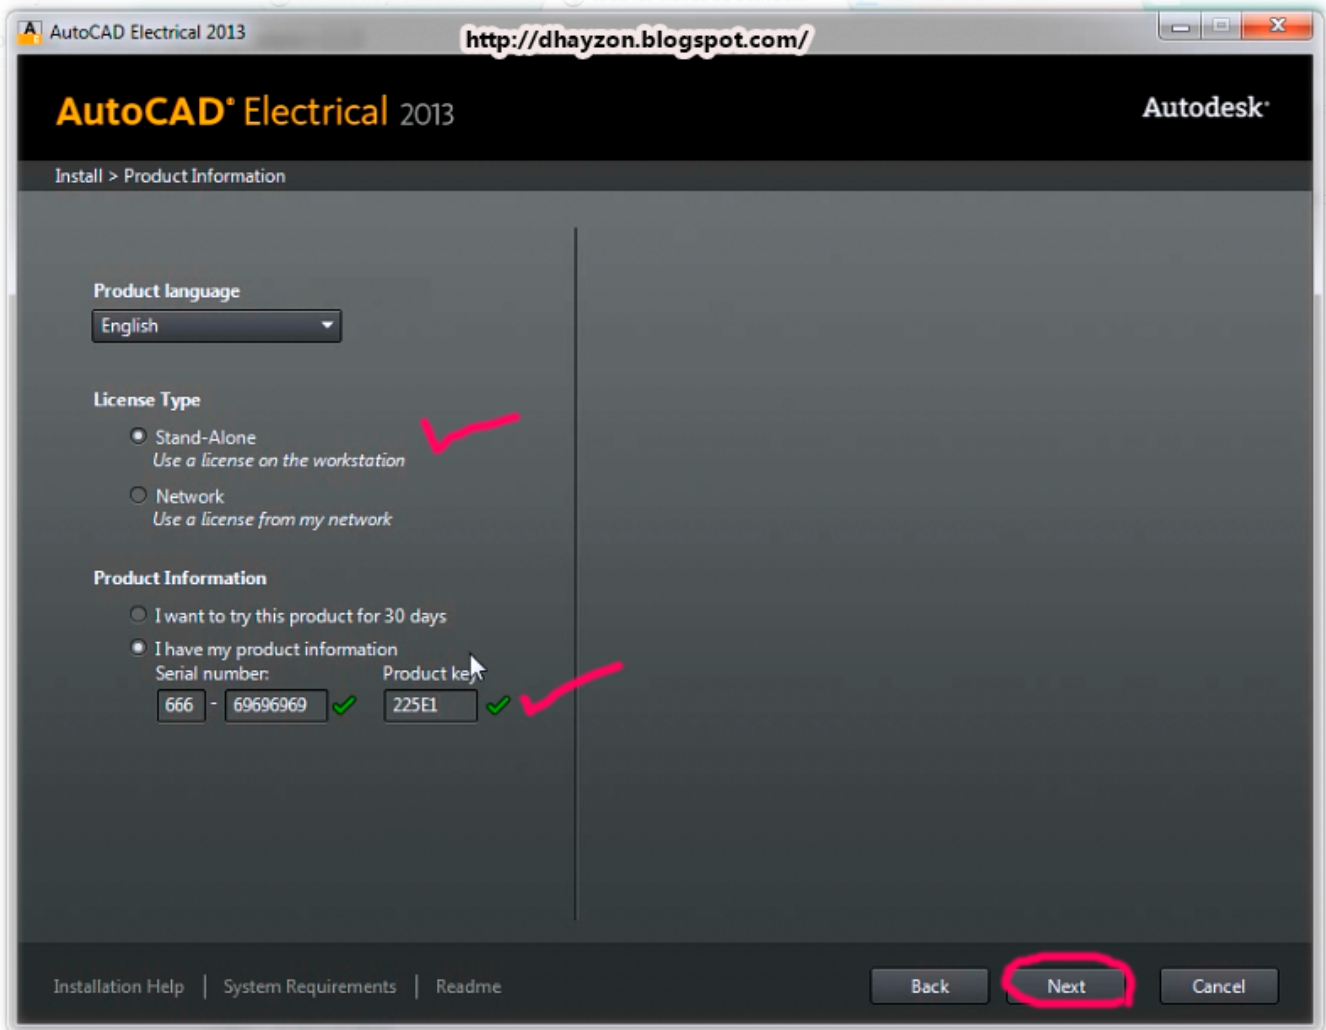 AutoCAD Electrical 2013
http://dhayzon.blogspot.com/
AutoCAD® Electrical 2013
Autodesk®
Install > Product Information
Product language
English
License Type
Stand-Alone
Use a license on the workstation
Network
Use a license from my network
Product Information
I want to try this product for 30 days
I have my product information
Serial number: Product key
666 - 69696969 225E1
Installation Help | System Requirements | Readme
Back Next Cancel